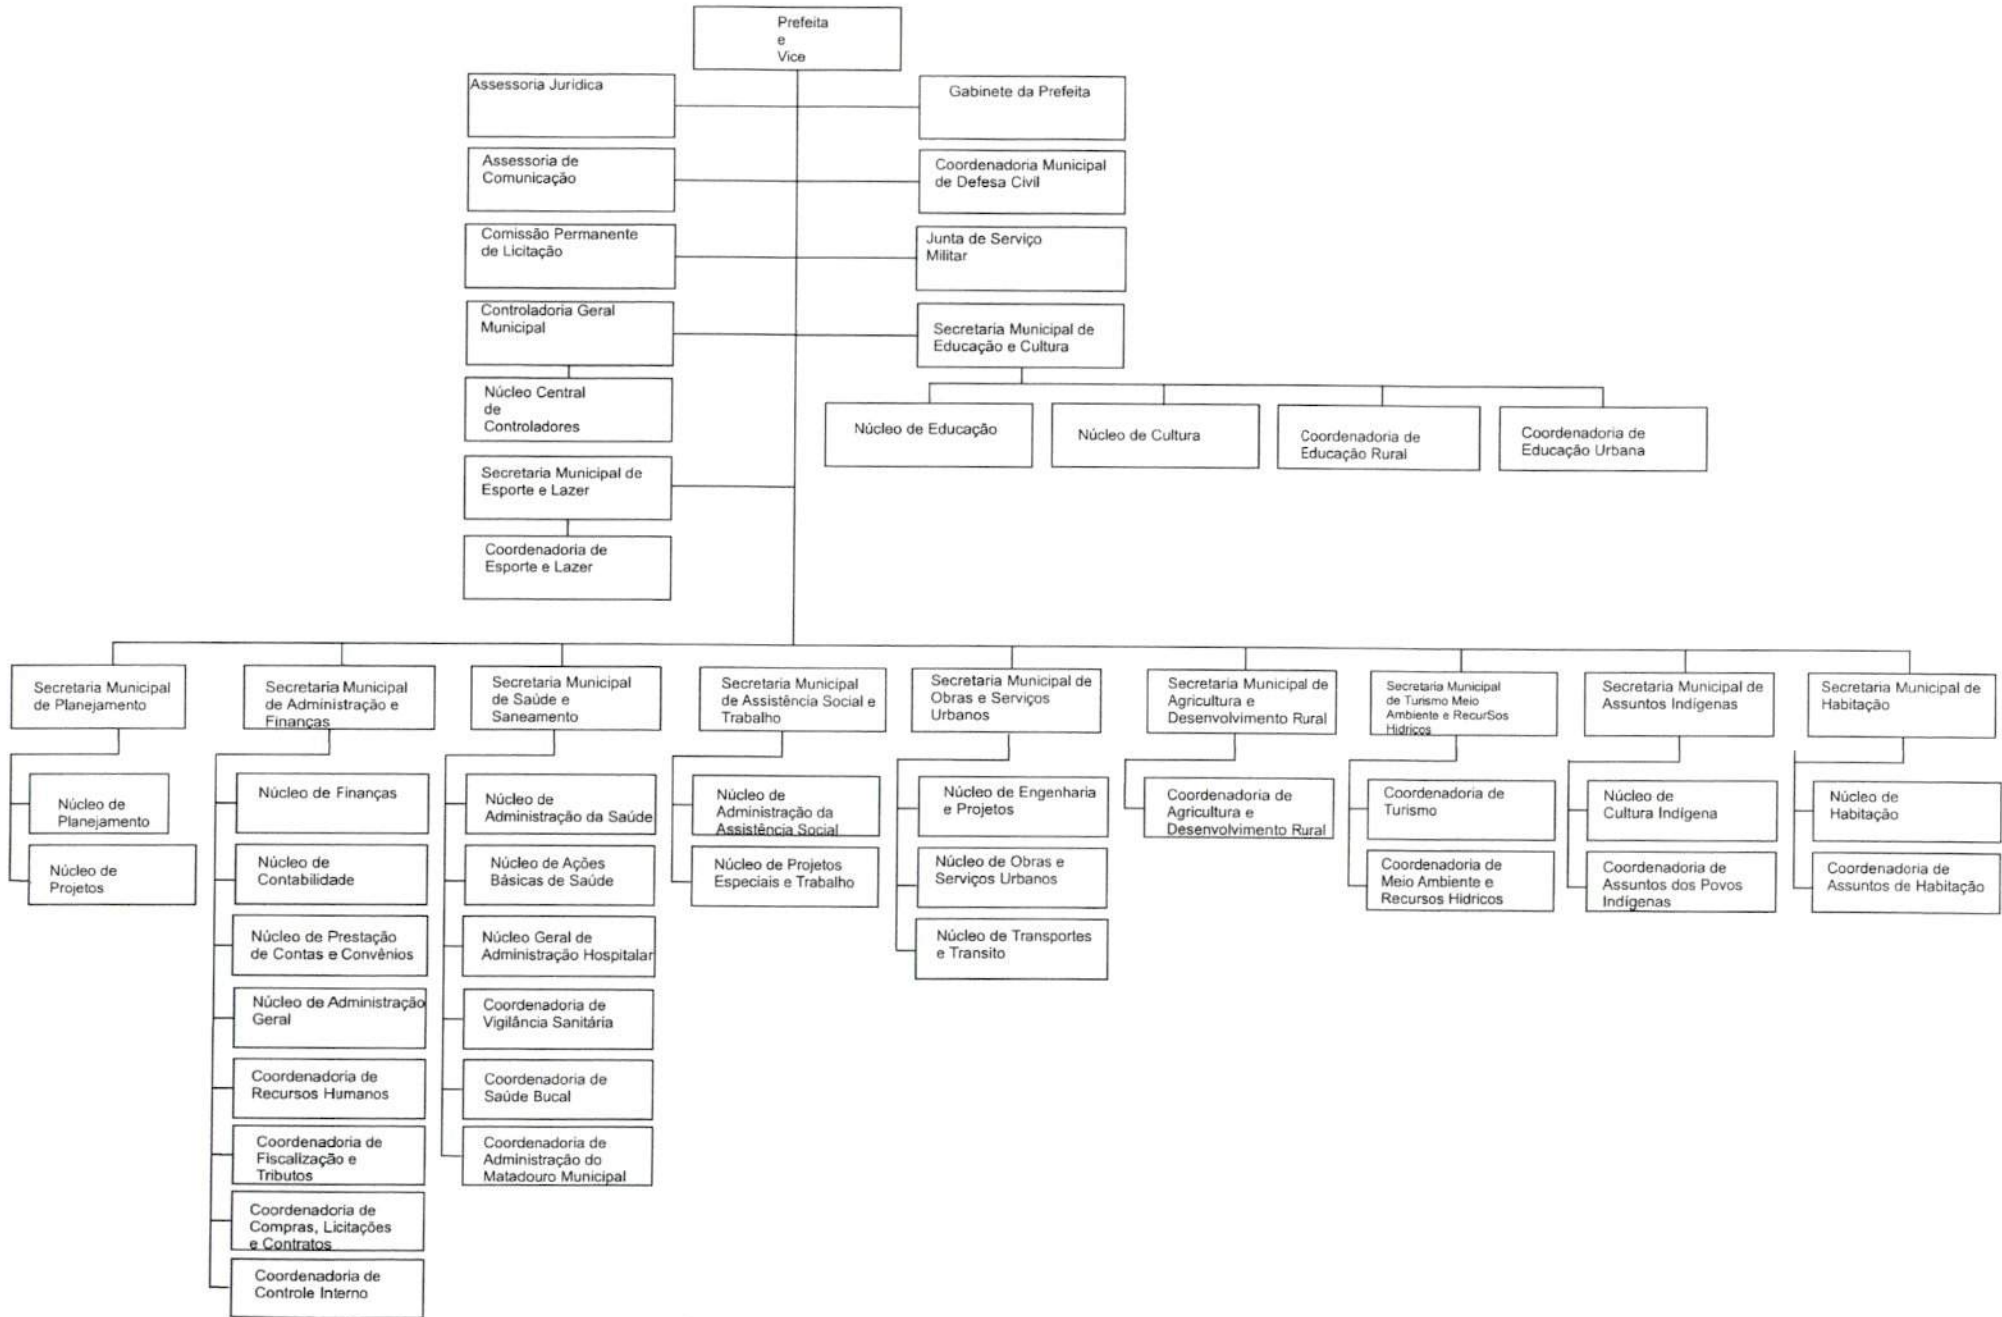 Prefeita
e
Vice
Assessoria Jurídica
Gabinete da Prefeita
Assessoria de
Comunicação
Coordenadoria Municipal
de Defesa Civil
Comissão Permanente
de Licitação
Junta de Serviço
Militar
Controladoria Geral
Municipal
Secretaria Municipal de
Educação e Cultura
Núcleo Central
de
Controladores
Núcleo de Educação
Núcleo de Cultura
Coordenadoria de
Educação Rural
Coordenadoria de
Educação Urbana
Secretaria Municipal de
Esporte e Lazer
Coordenadoria de
Esporte e Lazer
Secretaria Municipal
de Planejamento
Secretaria Municipal
de Administração e
Finanças
Secretaria Municipal
de Saúde e
Saneamento
Secretaria Municipal
de Assistência Social e
Trabalho
Secretaria Municipal de
Obras e Serviços
Urbanos
Secretaria Municipal de
Agricultura e
Desenvolvimento Rural
Secretaria Municipal
de Turismo Meio
Ambiente e RecurSos
Hídricos
Secretaria Municipal de
Assuntos Indígenas
Secretaria Municipal de
Habitação
Núcleo de
Planejamento
Núcleo de
Projetos
Núcleo de Finanças
Núcleo de
Contabilidade
Núcleo de Prestação
de Contas e Convênios
Núcleo de Administração
Geral
Coordenadoria de
Recursos Humanos
Coordenadoria de
Fiscalização e
Tributos
Coordenadoria de
Compras, Licitações
e Contratos
Coordenadoria de
Controle Interno
Núcleo de
Administração da Saúde
Núcleo de Ações
Básicas de Saúde
Núcleo Geral de
Administração Hospitalar
Coordenadoria de
Vigilância Sanitária
Coordenadoria de
Saúde Bucal
Coordenadoria de
Administração do
Matadouro Municipal
Núcleo de
Administração da
Assistência Social
Núcleo de Projetos
Especiais e Trabalho
Núcleo de Engenharia
e Projetos
Núcleo de Obras e
Serviços Urbanos
Núcleo de Transportes
e Transito
Coordenadoria de
Agricultura e
Desenvolvimento Rural
Coordenadoria de
Turismo
Coordenadoria de
Meio Ambiente e
Recursos Hídricos
Núcleo de
Cultura Indígena
Coordenadoria de
Assuntos dos Povos
Indígenas
Núcleo de
Habitação
Coordenadoria de
Assuntos de Habitação